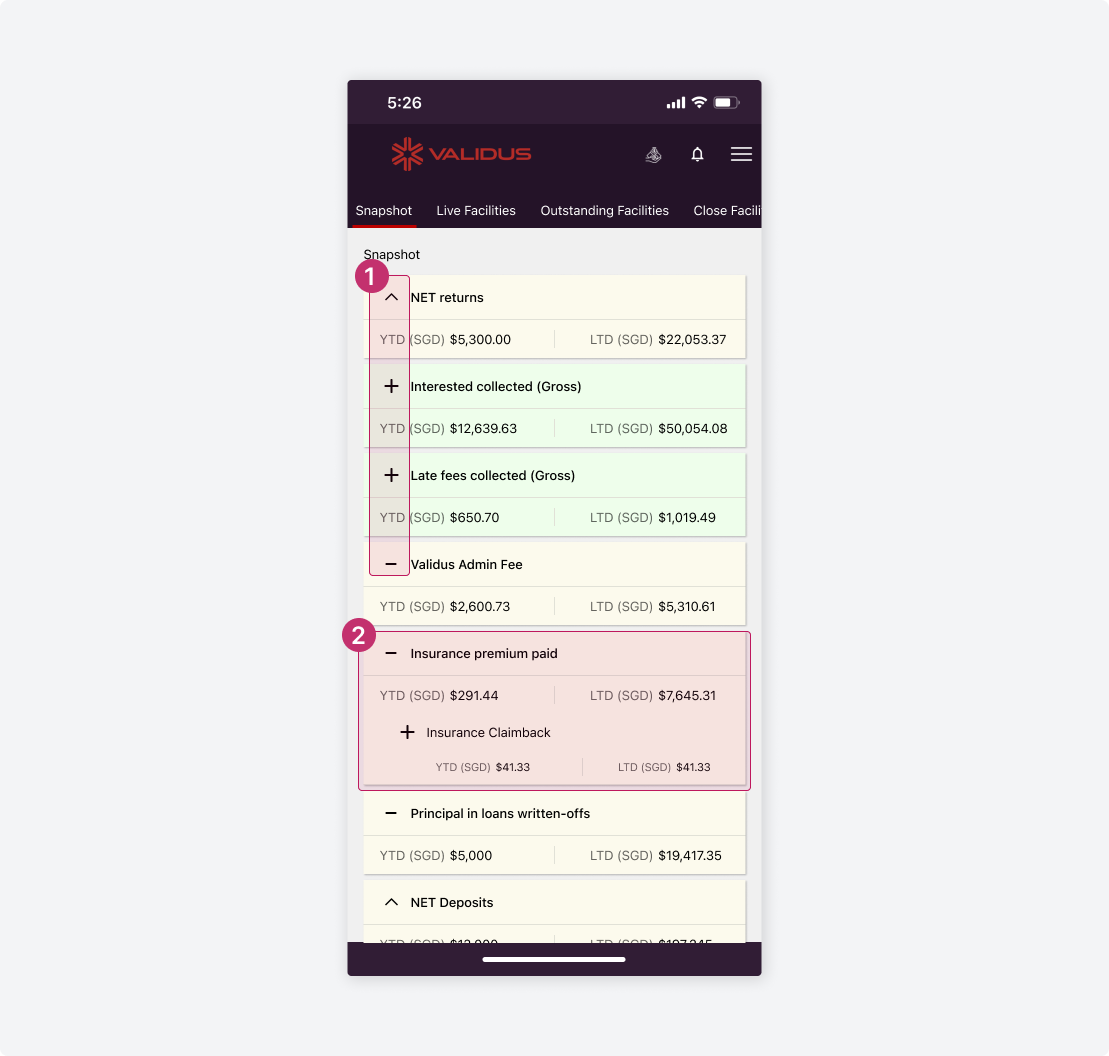 5:26
VALIDUS
Snapshot Live Facilities Outstanding Facilities Close Facili
Snapshot
1
NET returns
YTD (SGD) $5,300.00 LTD (SGD) $22,053.37
+ Interested collected (Gross)
YTD (SGD) $12,639.63 LTD (SGD) $50,054.08
+ Late fees collected (Gross)
YTD (SGD) $650.70 LTD (SGD) $1,019.49
− Validus Admin Fee
YTD (SGD) $2,600.73 LTD (SGD) $5,310.61
2
− Insurance premium paid
YTD (SGD) $291.44 LTD (SGD) $7,645.31
+ Insurance Claimback
YTD (SGD) $41.33 LTD (SGD) $41.33
− Principal in loans written-offs
YTD (SGD) $5,000 LTD (SGD) $19,417.35
NET Deposits
YTD (SGD) LTD (SGD)